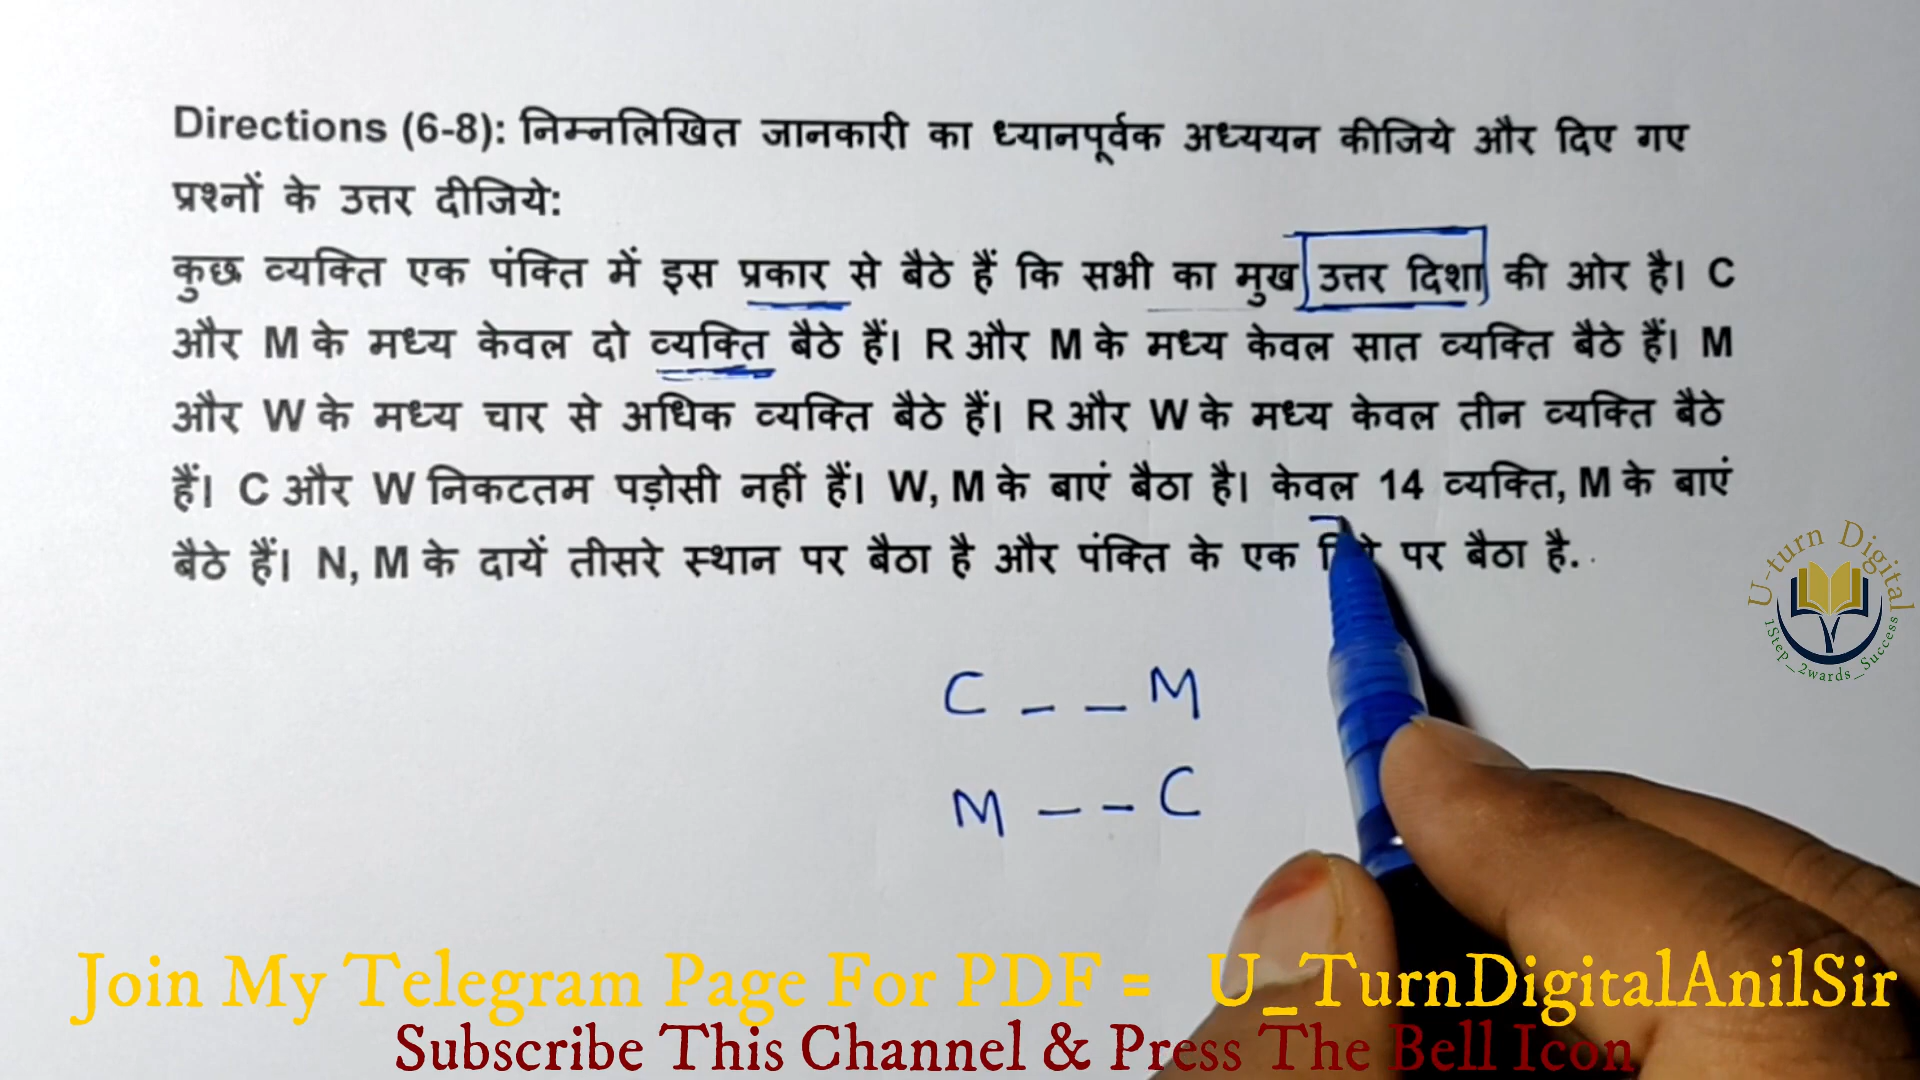 Directions (6-8): निम्नलिखित जानकारी का ध्यानपूर्वक अध्ययन कीजिये और दिए गए
प्रश्नों के उत्तर दीजिये:
कुछ व्यक्ति एक पंक्ति में इस प्रकार से बैठे हैं कि सभी का मुख उत्तर दिशा की ओर है। C
और M के मध्य केवल दो व्यक्ति बैठे हैं। R और M के मध्य केवल सात व्यक्ति बैठे हैं। M
और W के मध्य चार से अधिक व्यक्ति बैठे हैं। R और W के मध्य केवल तीन व्यक्ति बैठे
हैं। C और W निकटतम पड़ोसी नहीं हैं। W, M के बाएं बैठा है। केवल 14 व्यक्ति, M के बाएं
बैठे हैं। N, M के दायें तीसरे स्थान पर बैठा है और पंक्ति के एक पर बैठा है.
C _ _ M
M _ _ C
U-turn Digital
1Step_2wards_Success
Join My Telegram Page For PDF = U_TurnDigitalAnilSir
Subscribe This Channel & Press The Bell Icon